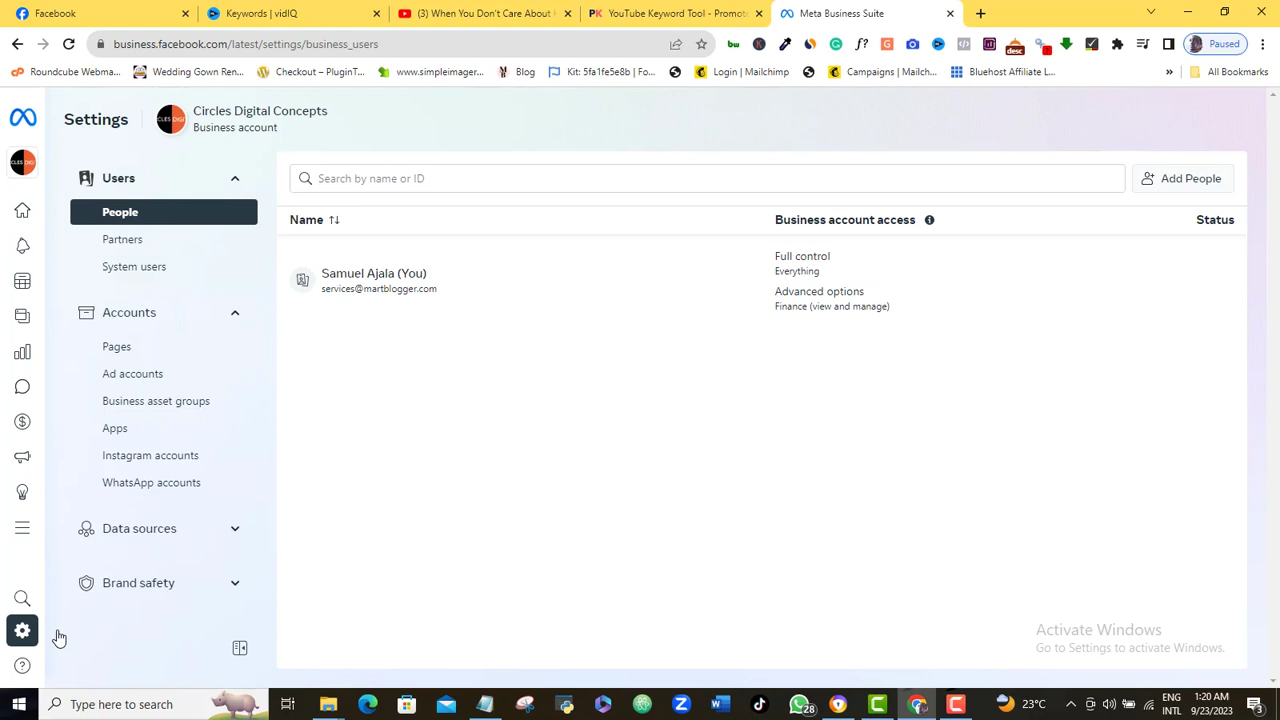 Facebook
Keywords | vidIQ
(3) When You Don't Care About
YouTube Keyword Tool - Promot
Meta Business Suite
business.facebook.com/latest/settings/business_users
Paused
Roundcube Webma...
Wedding Gown Ren...
Checkout – PluginT...
www.simpleimager...
Blog
Kit: 5fa1fe5e8b | Fo...
Login | Mailchimp
Campaigns | Mailch...
Bluehost Affiliate L...
»
All Bookmarks
Settings
CLES DIGI
Circles Digital Concepts
Business account
CLES DIGI
Users
People
Partners
System users
Accounts
Pages
Ad accounts
Business asset groups
Apps
Instagram accounts
WhatsApp accounts
Data sources
Brand safety
Search by name or ID
Add People
Name
Business account access
Status
Samuel Ajala (You)
services@martblogger.com
Full control
Everything
Advanced options
Finance (view and manage)
Activate Windows
Go to Settings to activate Windows.
Type here to search
28
23°C
ENG
INTL
1:20 AM
9/23/2023
3